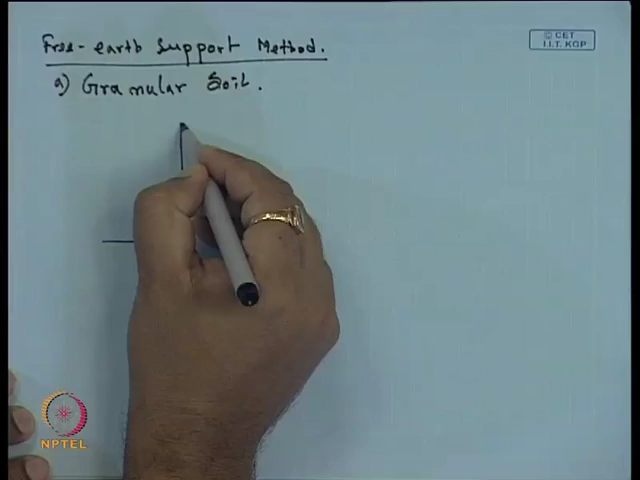 Free-earth Support Method.
a) Granular Soil.
© CET
I.I.T. KGP
NPTEL